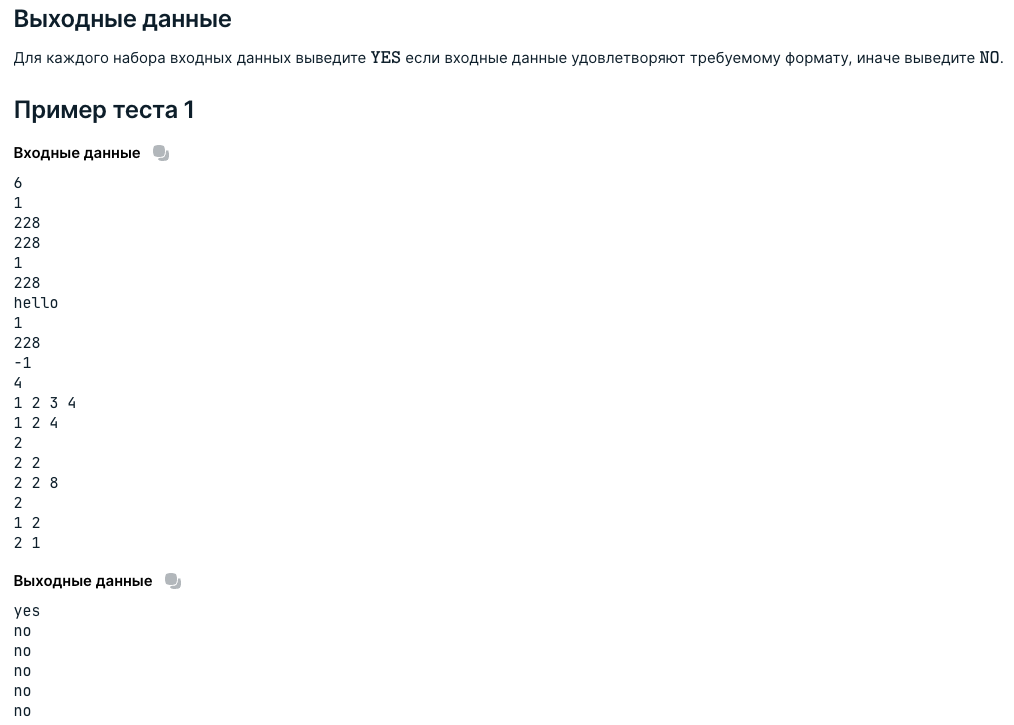 Выходные данные
Для каждого набора входных данных выведите YES если входные данные удовлетворяют требуемому формату, иначе выведите NO.
Пример теста 1
Входные данные
6
1
228
228
1
228
hello
1
228
-1
4
1 2 3 4
1 2 4
2
2 2
2 2 8
2
1 2
2 1
Выходные данные
yes
no
no
no
no
no